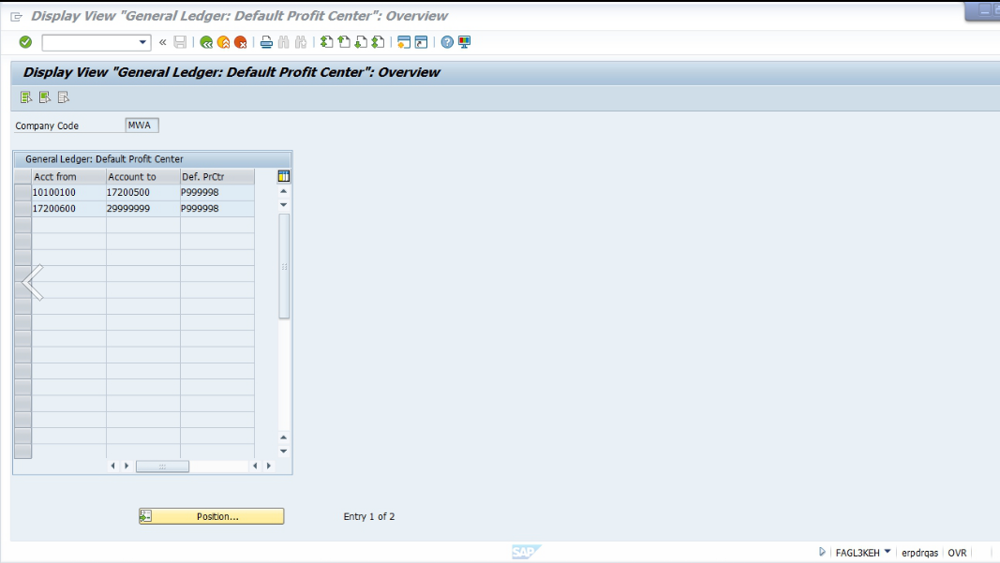 Display View "General Ledger: Default Profit Center": Overview
Display View "General Ledger: Default Profit Center": Overview
Company Code MWA
General Ledger: Default Profit Center
Acct from Account to Def. PrCtr
10100100 17200500 P999998
17200600 29999999 P999998
Position... Entry 1 of 2
SAP FAGL3KEH erpdrqas OVR